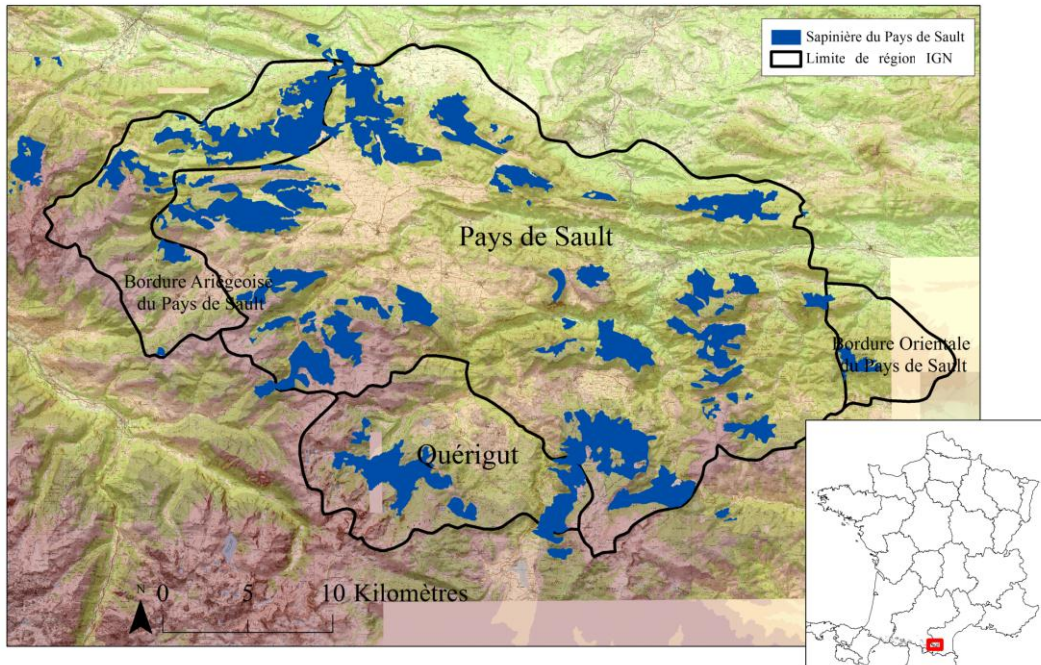 Sapinière du Pays de Sault
Limite de région IGN
Pays de Sault
Bordure Ariègeoise
du Pays de Sault
Bordure Orientale
du Pays de Sault
Quérigut
N
0 5 10 Kilomètres